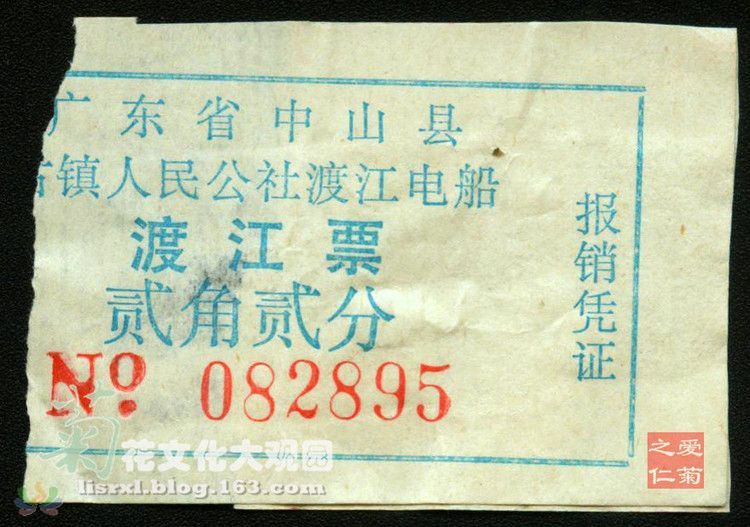 广东省中山县
古镇人民公社渡江电船
渡江票
贰角贰分
报销凭证
No 082895
菊花文化大观园
lisrxl.blog.163.com
爱菊之仁